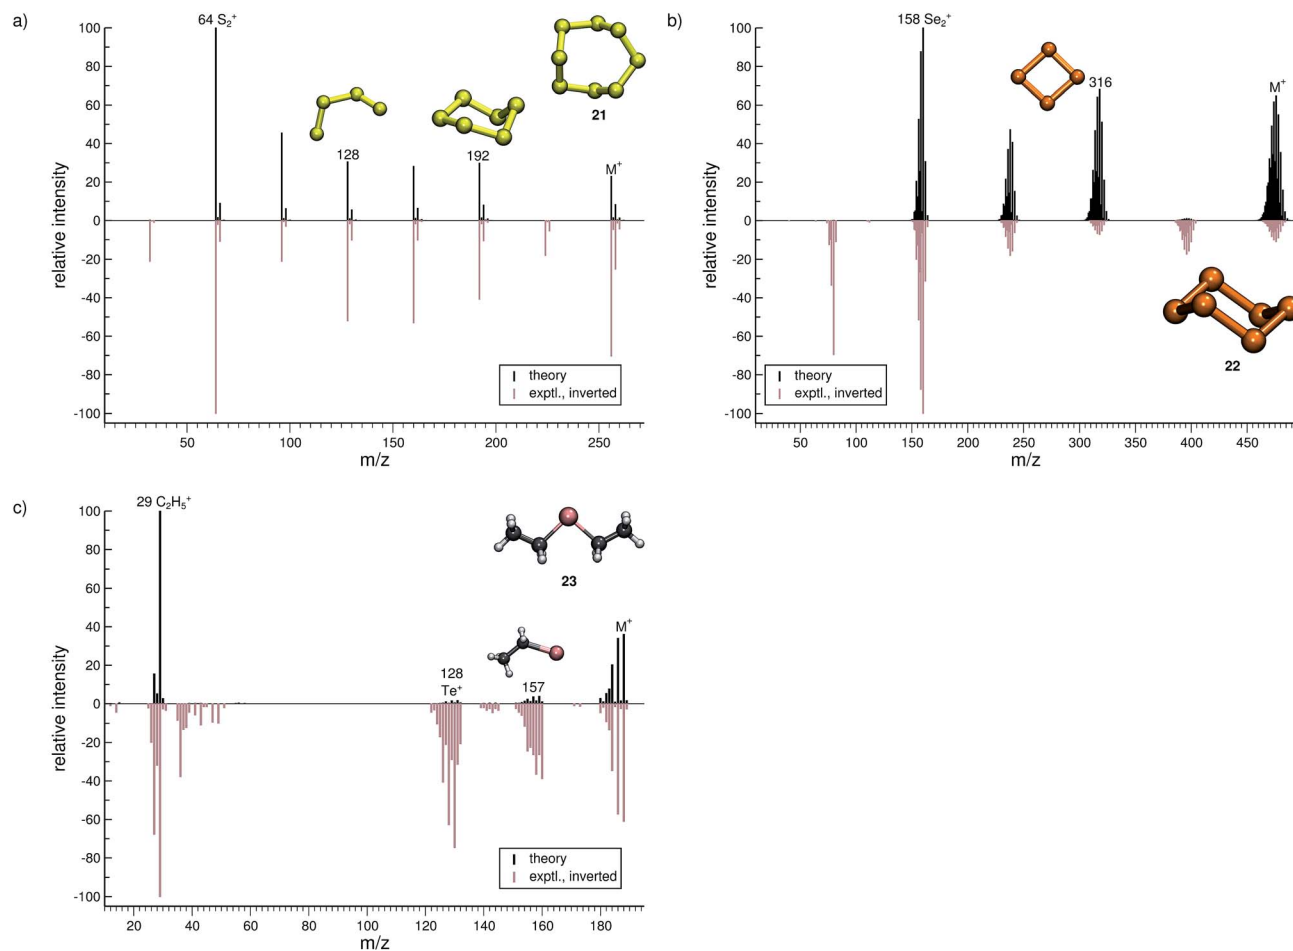 a)
64 S₂⁺
100
80
60
40
20
0
-20
-40
-60
-80
-100
relative intensity
128
192
21
M⁺
theory
exptl., inverted
50
100
150
200
250
m/z
b)
158 Se₂⁺
100
80
60
40
20
0
-20
-40
-60
-80
-100
relative intensity
316
M⁺
22
theory
exptl., inverted
50
100
150
200
250
300
350
400
450
m/z
c)
29 C₂H₅⁺
100
80
60
40
20
0
-20
-40
-60
-80
-100
relative intensity
23
128
Te⁺
157
M⁺
theory
exptl., inverted
20
40
60
80
100
120
140
160
180
m/z